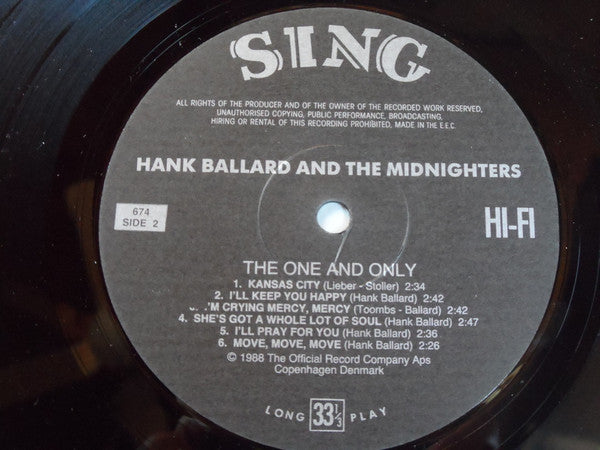 SING
ALL RIGHTS OF THE PRODUCER AND OF THE OWNER OF THE RECORDED WORK RESERVED,
UNAUTHORISED COPYING, PUBLIC PERFORMANCE, BROADCASTING,
HIRING OR RENTAL OF THIS RECORDING PROHIBITED, MADE IN THE E.E.C.
HANK BALLARD AND THE MIDNIGHTERS
674
SIDE 2
HI-FI
THE ONE AND ONLY
1. KANSAS CITY (Lieber - Stoller) 2:34
2. I'LL KEEP YOU HAPPY (Hank Ballard) 2:42
3. I'M CRYING MERCY, MERCY (Toombs - Ballard) 2:42
4. SHE'S GOT A WHOLE LOT OF SOUL (Hank Ballard) 2:47
5. I'LL PRAY FOR YOU (Hank Ballard) 2:36
6. MOVE, MOVE, MOVE (Hank Ballard) 2:26
© 1988 The Official Record Company Aps
Copenhagen Denmark
LONG 33 1/3 PLAY